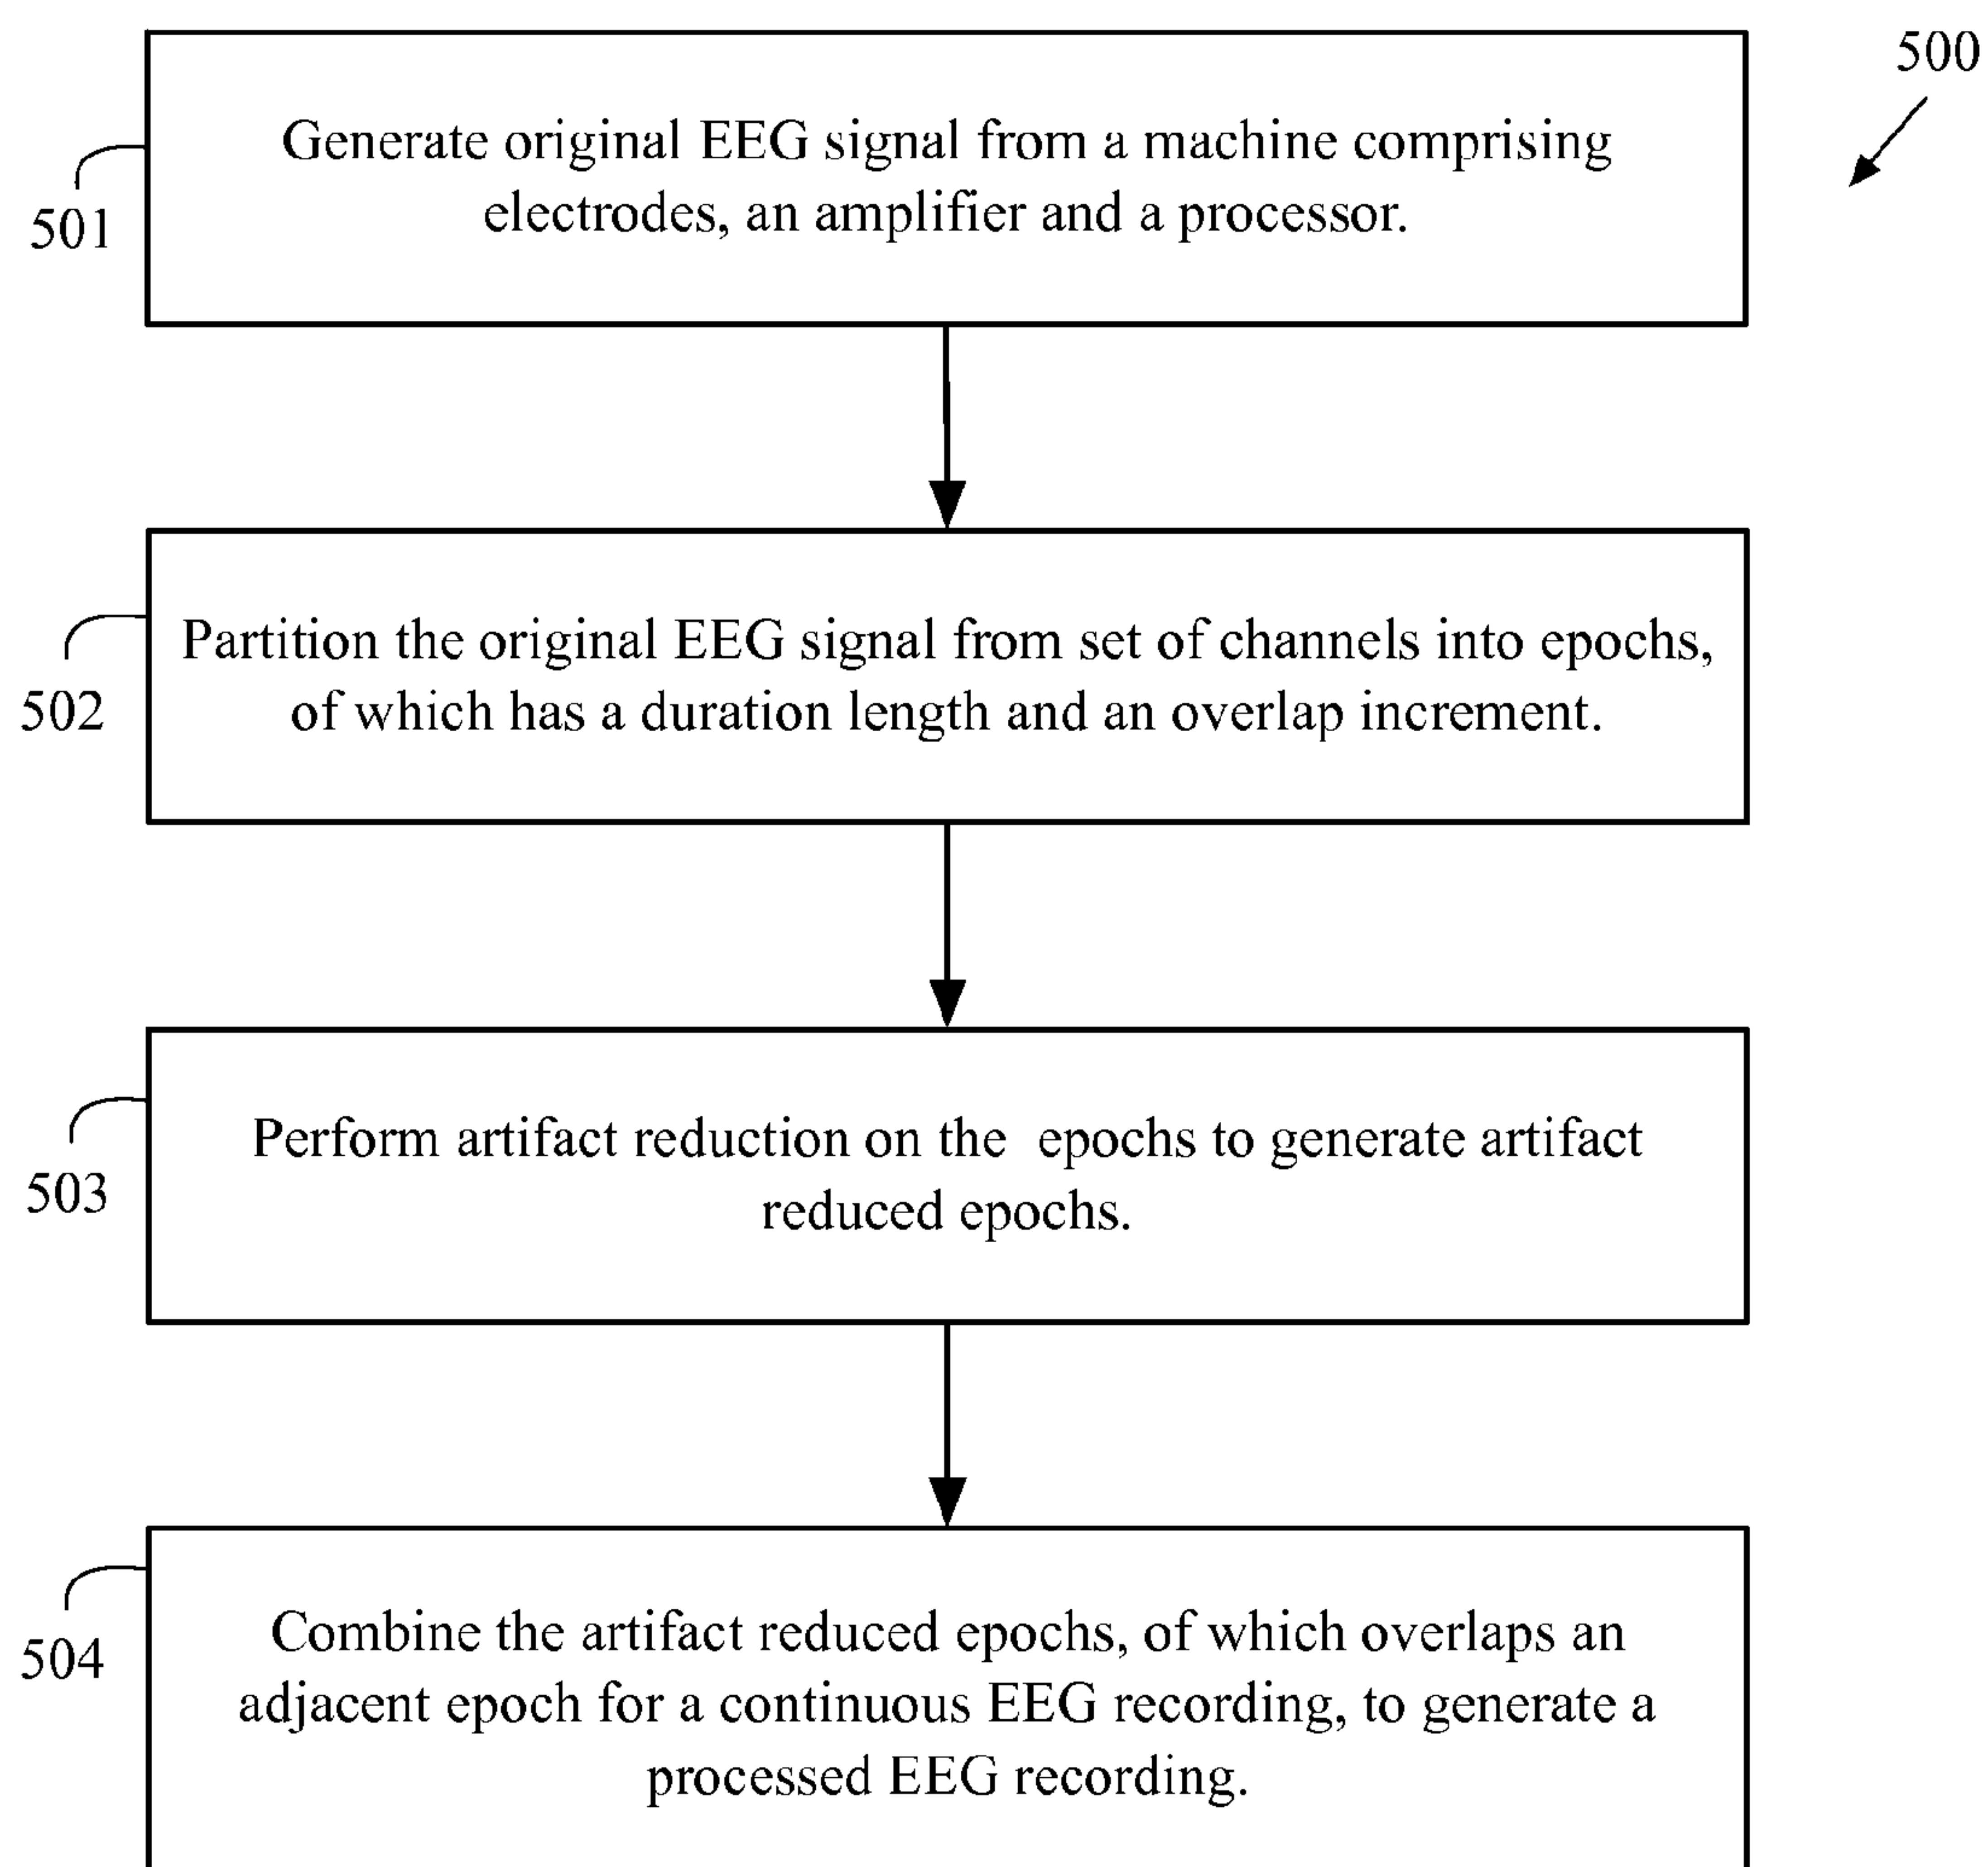 500
Generate original EEG signal from a machine comprising
electrodes, an amplifier and a processor.
501
Partition the original EEG signal from set of channels into epochs,
of which has a duration length and an overlap increment.
502
Perform artifact reduction on the epochs to generate artifact
reduced epochs.
503
Combine the artifact reduced epochs, of which overlaps an
adjacent epoch for a continuous EEG recording, to generate a
processed EEG recording.
504